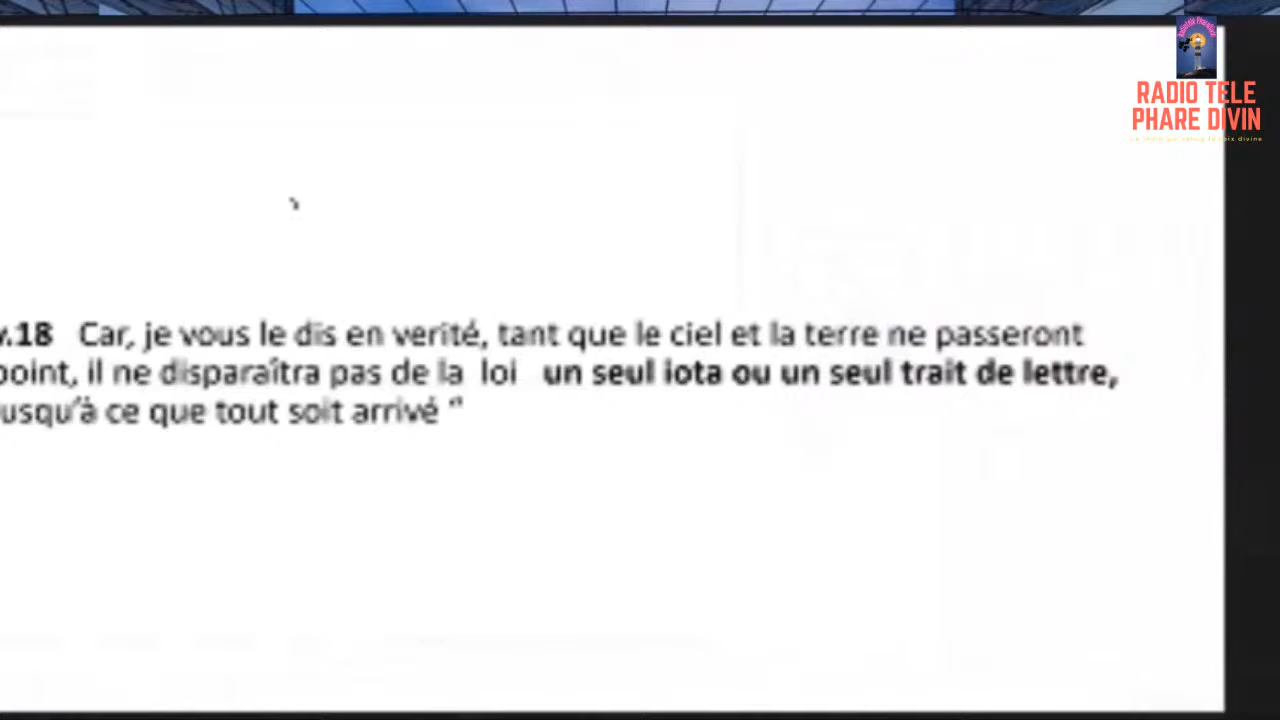 RADIO TELE
PHARE DIVIN
v.18 Car, je vous le dis en verité, tant que le ciel et la terre ne passeront
point, il ne disparaîtra pas de la loi un seul iota ou un seul trait de lettre,
usqu'à ce que tout soit arrivé "